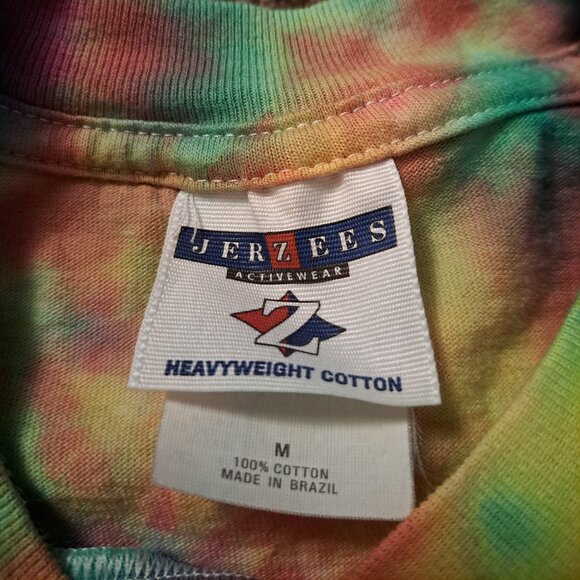 JERZEES
ACTIVEWEAR
Z
HEAVYWEIGHT COTTON
M
100% COTTON
MADE IN BRAZIL